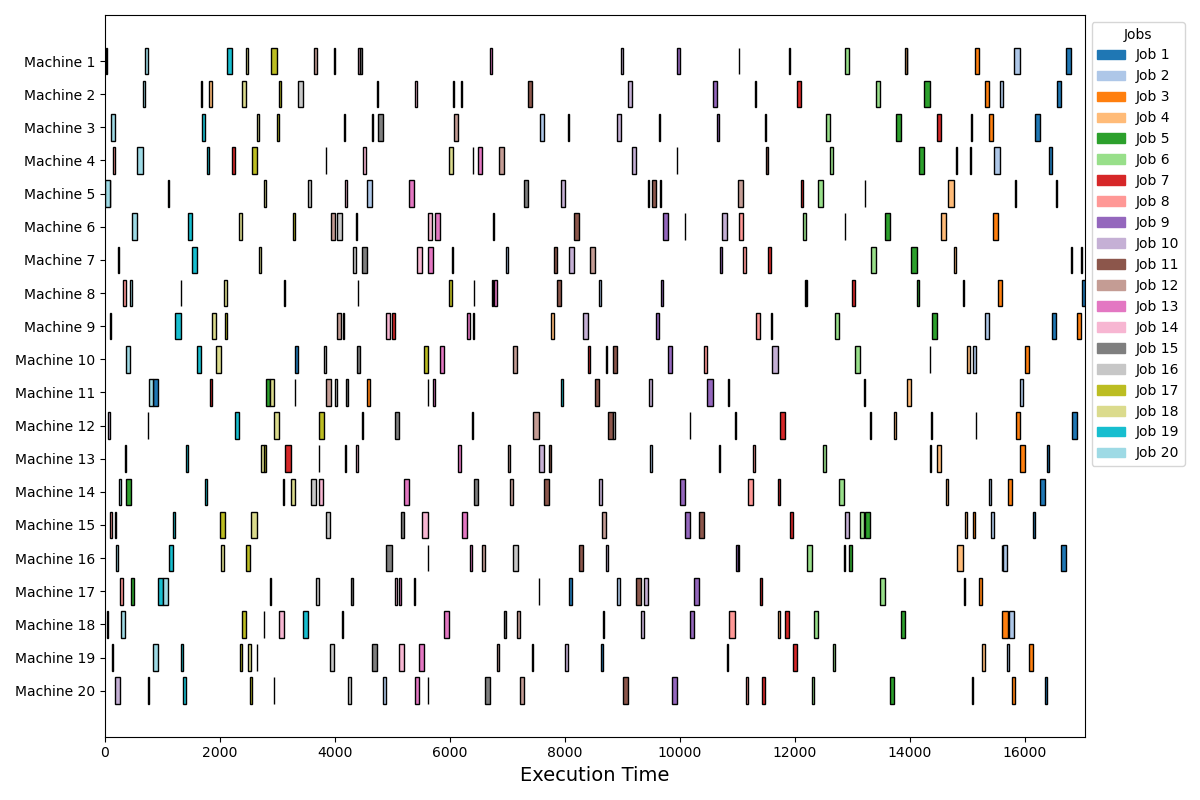 Jobs
Machine 1
Machine 2
Machine 3
Machine 4
Machine 5
Machine 6
Machine 7
Machine 8
Machine 9
Machine 10
Machine 11
Machine 12
Machine 13
Machine 14
Machine 15
Machine 16
Machine 17
Machine 18
Machine 19
Machine 20
Job 1
Job 2
Job 3
Job 4
Job 5
Job 6
Job 7
Job 8
Job 9
Job 10
Job 11
Job 12
Job 13
Job 14
Job 15
Job 16
Job 17
Job 18
Job 19
Job 20
0 2000 4000 6000 8000 10000 12000 14000 16000
Execution Time